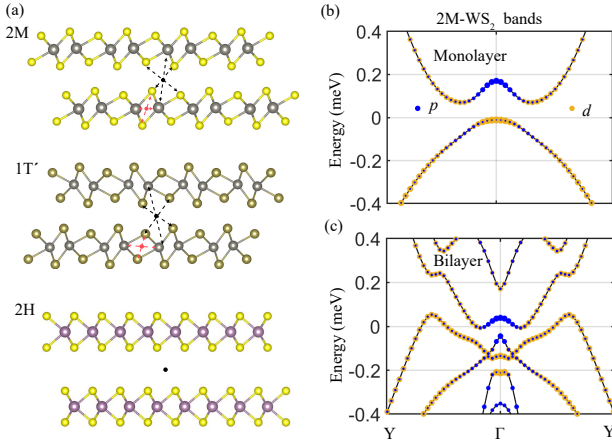 (a)
2M
1T´
2H
(b)
2M-WS₂ bands
Monolayer
p
d
Energy (meV)
0.4
0.2
0
-0.2
-0.4
(c)
Bilayer
Energy (meV)
0.4
0.2
0
-0.2
-0.4
Y
Γ
Y